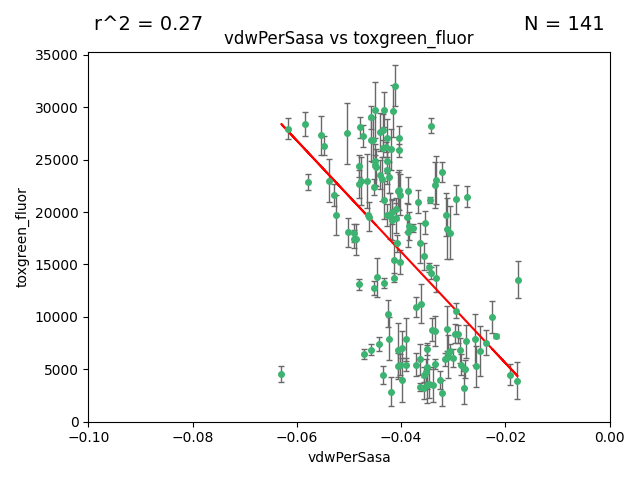 r^2 = 0.27
N = 141
vdwPerSasa vs toxgreen_fluor
35000
30000
25000
20000
15000
10000
5000
0
toxgreen_fluor
−0.10
−0.08
−0.06
−0.04
−0.02
0.00
vdwPerSasa